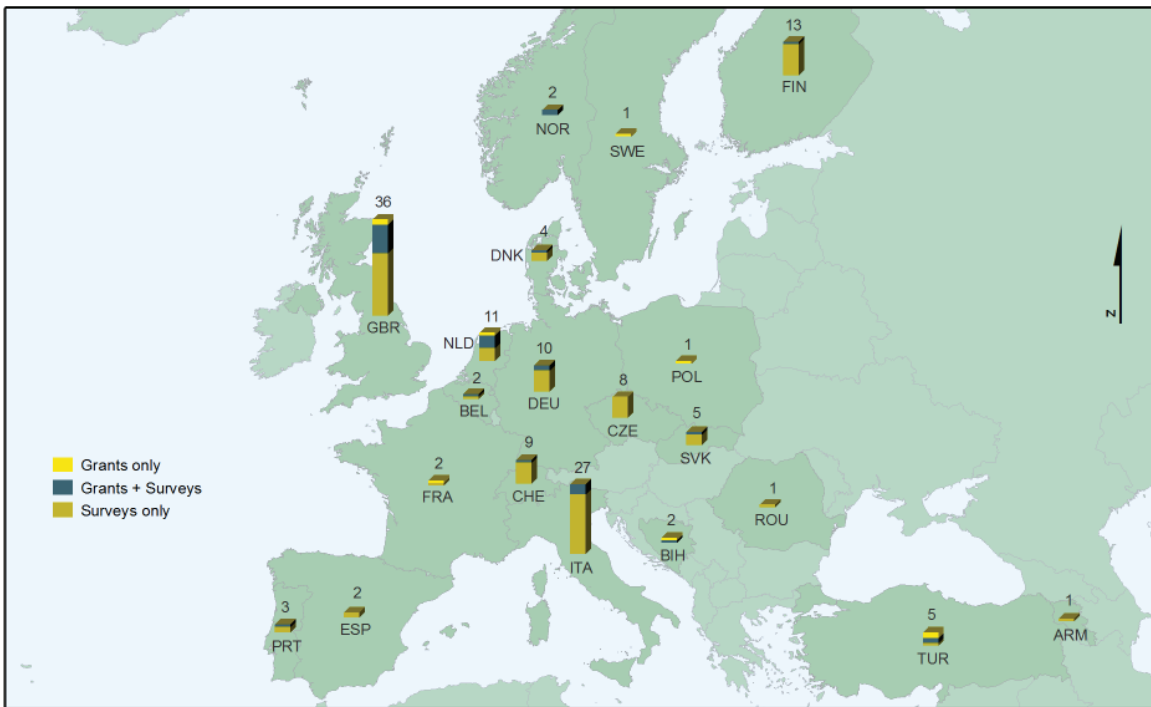 13
FIN
2
NOR
1
SWE
36
GBR
4
DNK
11
NLD
10
DEU
1
POL
2
BEL
8
CZE
5
SVK
Grants only
Grants + Surveys
Surveys only
2
FRA
9
CHE
27
ITA
1
ROU
2
BIH
3
PRT
2
ESP
5
TUR
1
ARM
N